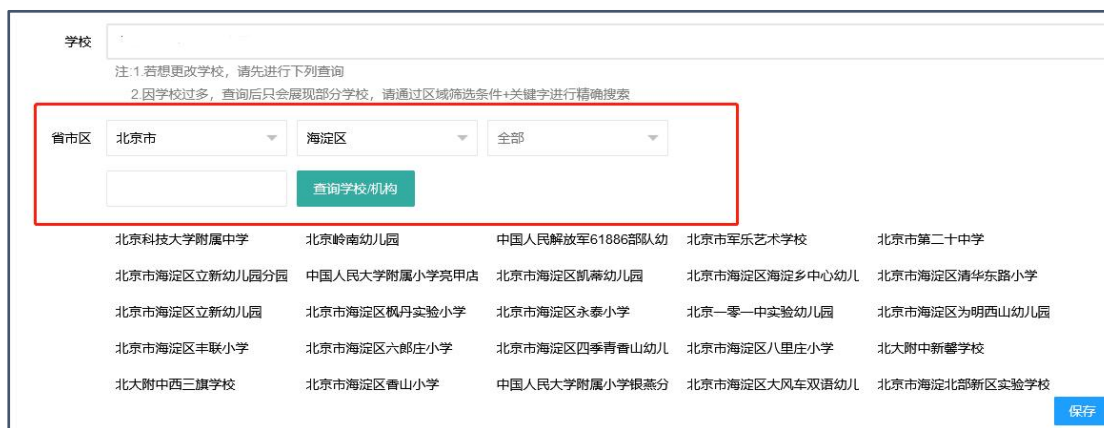 学校
注:1.若想更改学校，请先进行下列查询
2.因学校过多，查询后只会展现部分学校，请通过区域筛选条件+关键字进行精确搜索
省市区 北京市 海淀区 全部
查询学校/机构
北京科技大学附属中学 北京岭南幼儿园 中国人民解放军61886部队幼 北京市军乐艺术学校 北京市第二十中学
北京市海淀区立新幼儿园分园 中国人民大学附属小学亮甲店 北京市海淀区凯蒂幼儿园 北京市海淀区海淀乡中心幼儿 北京市海淀区清华东路小学
北京市海淀区立新幼儿园 北京市海淀区枫丹实验小学 北京市海淀区永泰小学 北京一零一中实验幼儿园 北京市海淀区为明西山幼儿园
北京市海淀区丰联小学 北京市海淀区六郎庄小学 北京市海淀区四季青香山幼儿 北京市海淀区八里庄小学 北大附中新馨学校
北大附中西三旗学校 北京市海淀区香山小学 中国人民大学附属小学银燕分 北京市海淀区大风车双语幼儿 北京市海淀北部新区实验学校
保存